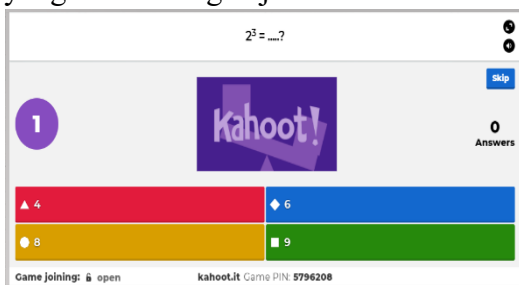 2³ = .....?
Skip
1
Kahoot!
0
Answers
4
6
8
9
Game joining: open
kahoot.it Game PIN: 5796208